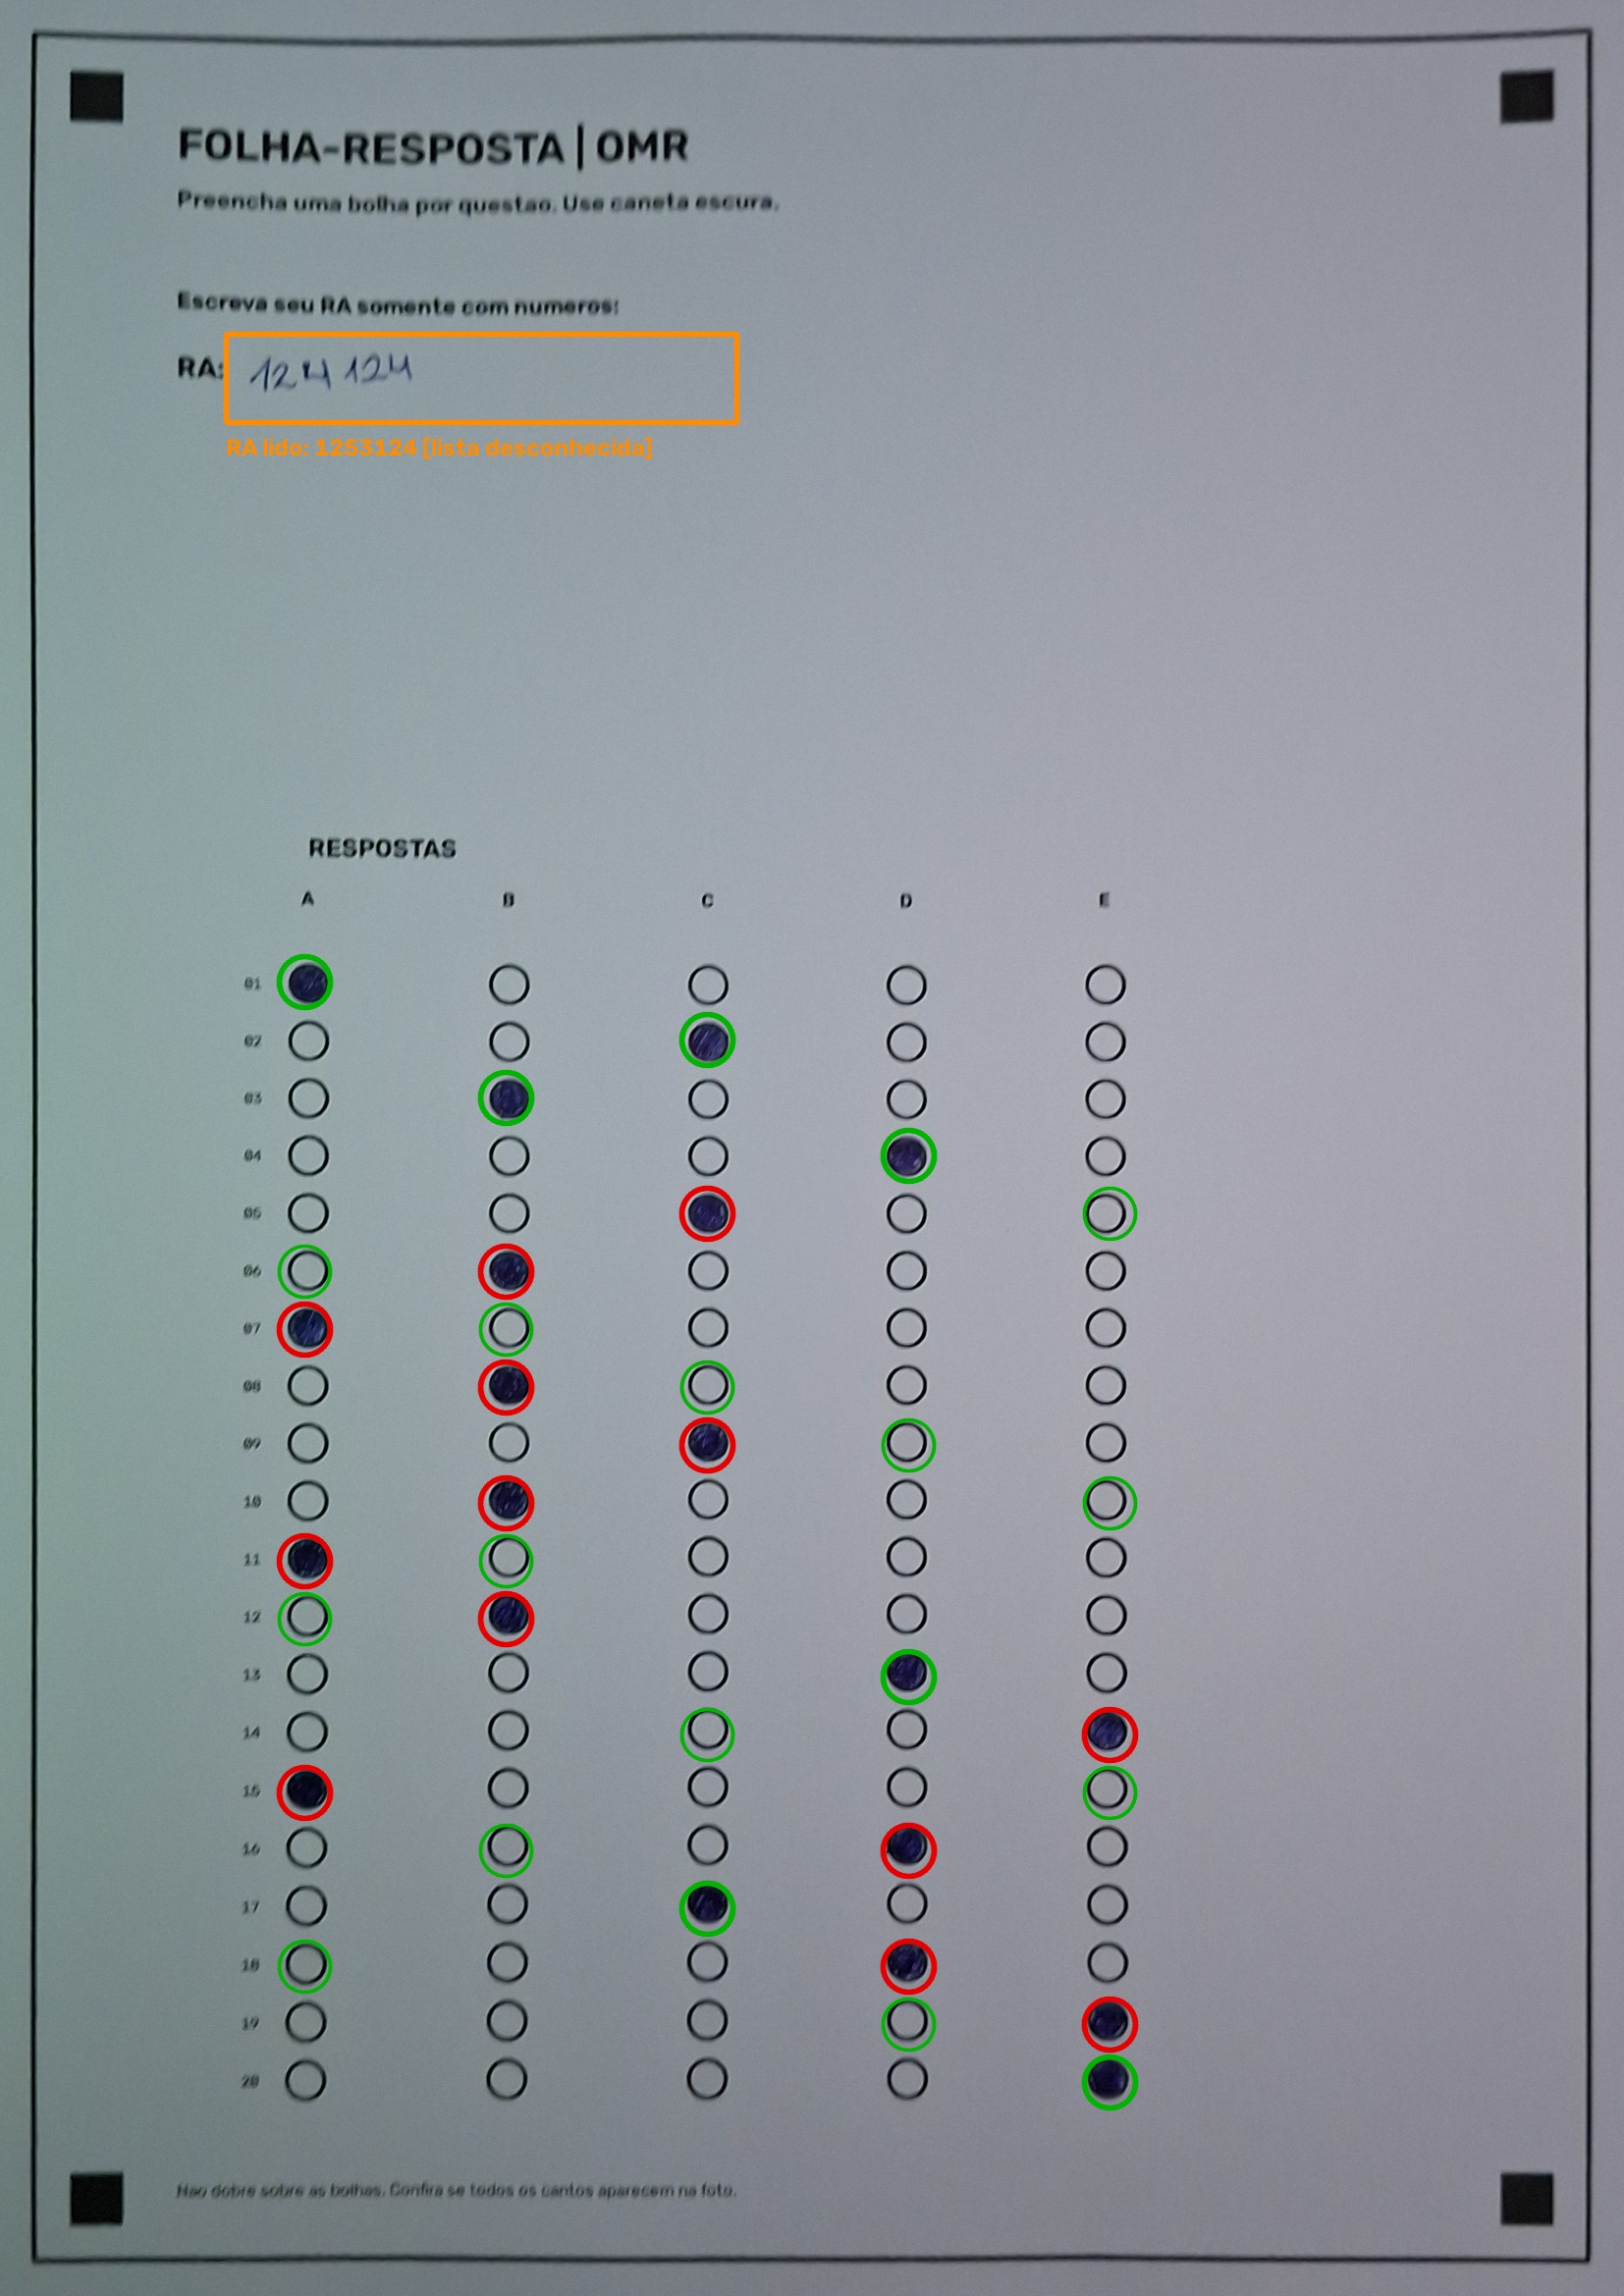 FOLHA-RESPOSTA | OMR
Preencha uma bolha por questao. Use caneta escura.
Escreva seu RA somente com numeros:
RA: 124124
RA lido: 1253124 [lista desconhecida]
RESPOSTAS
A B C D E
01
02
03
04
05
06
07
08
09
10
11
12
13
14
15
16
17
18
19
20
Nao dobre sobre as bolhas. Confira se todos os cantos aparecem na foto.